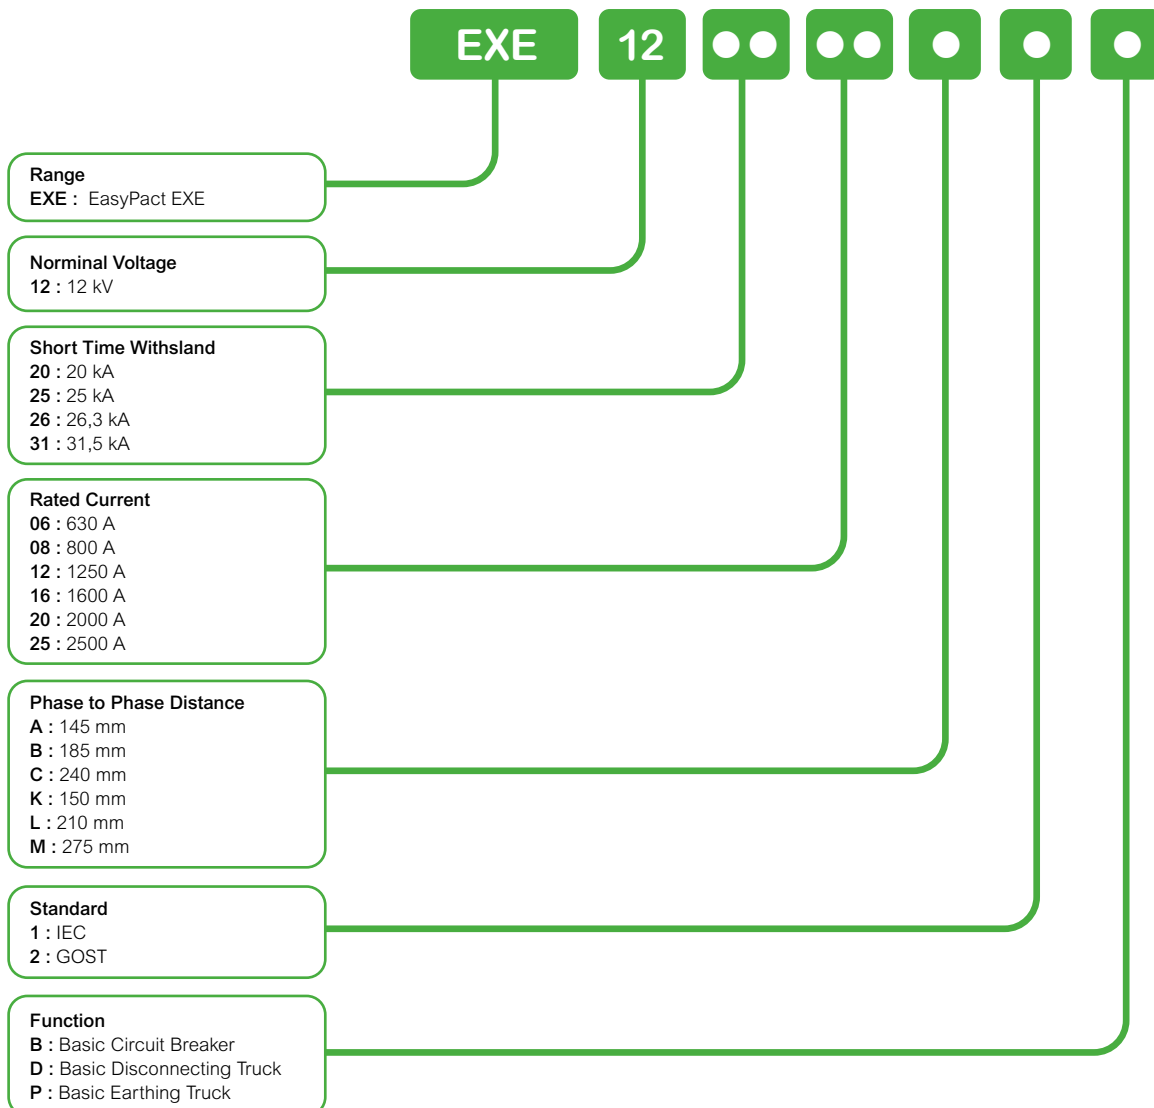 EXE 12
Range
EXE : EasyPact EXE
Norminal Voltage
12 : 12 kV
Short Time Withsland
20 : 20 kA
25 : 25 kA
26 : 26,3 kA
31 : 31,5 kA
Rated Current
06 : 630 A
08 : 800 A
12 : 1250 A
16 : 1600 A
20 : 2000 A
25 : 2500 A
Phase to Phase Distance
A : 145 mm
B : 185 mm
C : 240 mm
K : 150 mm
L : 210 mm
M : 275 mm
Standard
1 : IEC
2 : GOST
Function
B : Basic Circuit Breaker
D : Basic Disconnecting Truck
P : Basic Earthing Truck